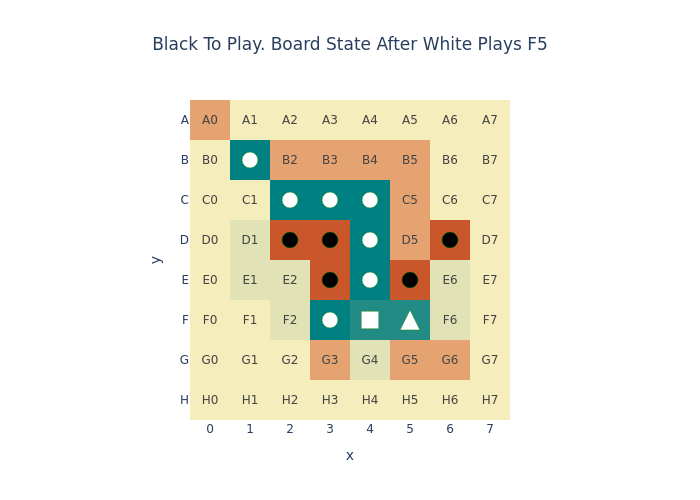 Black To Play. Board State After White Plays F5
A A0 A1 A2 A3 A4 A5 A6 A7
B B0 B2 B3 B4 B5 B6 B7
C C0 C1 C5 C6 C7
D D0 D1 D5 D7
y
E E0 E1 E2 E6 E7
F F0 F1 F2 F6 F7
G G0 G1 G2 G3 G4 G5 G6 G7
H H0 H1 H2 H3 H4 H5 H6 H7
0 1 2 3 4 5 6 7
x